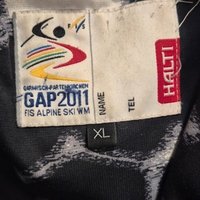 F I S
GARMISCH-PARTENKIRCHEN
GAP2011
FIS ALPINE SKI WM
NAME
TEL
HALTI
XL